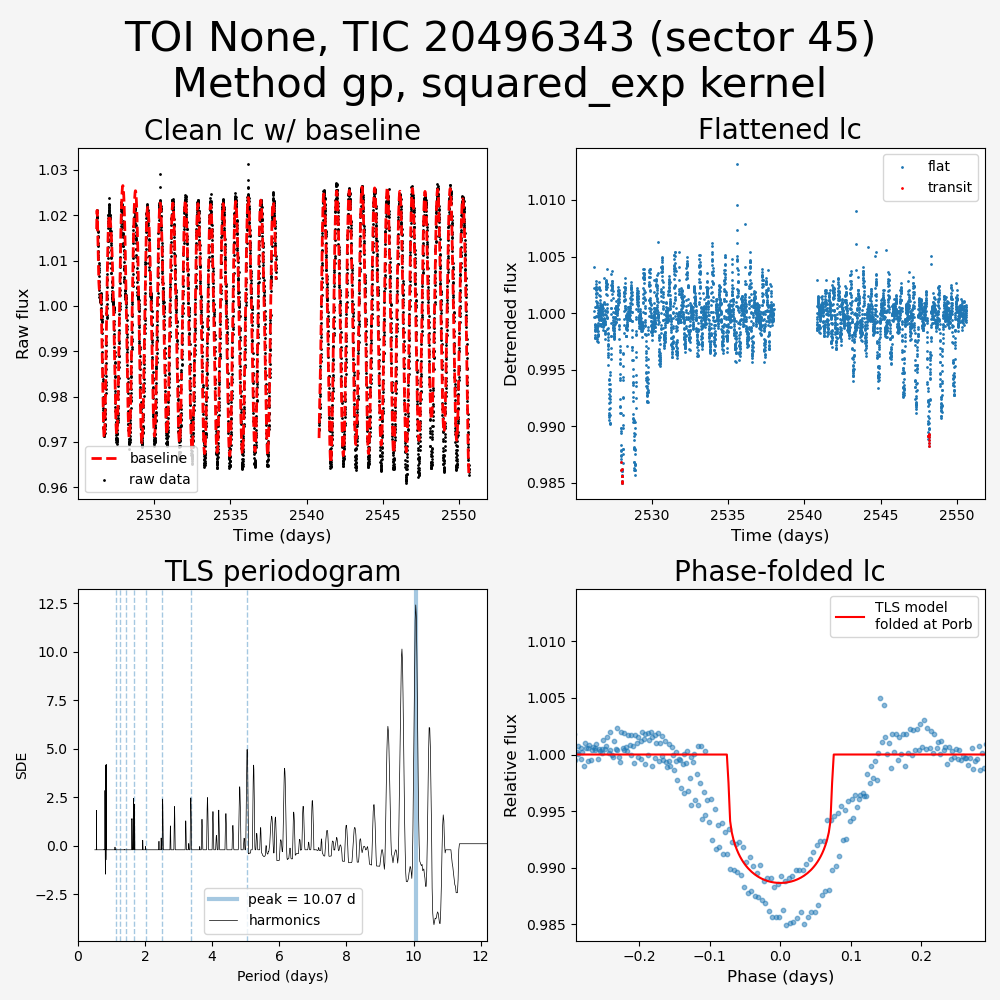 TOI None, TIC 20496343 (sector 45)
Method gp, squared_exp kernel
Clean lc w/ baseline
Raw flux
1.03
1.02
1.01
1.00
0.99
0.98
0.97
0.96
baseline
raw data
2530
2535
2540
2545
2550
Time (days)
Flattened lc
Detrended flux
1.010
1.005
1.000
0.995
0.990
0.985
flat
transit
2530
2535
2540
2545
2550
Time (days)
TLS periodogram
SDE
12.5
10.0
7.5
5.0
2.5
0.0
−2.5
peak = 10.07 d
harmonics
0
2
4
6
8
10
12
Period (days)
Phase-folded lc
Relative flux
1.010
1.005
1.000
0.995
0.990
0.985
TLS model
folded at Porb
−0.2
−0.1
0.0
0.1
0.2
Phase (days)